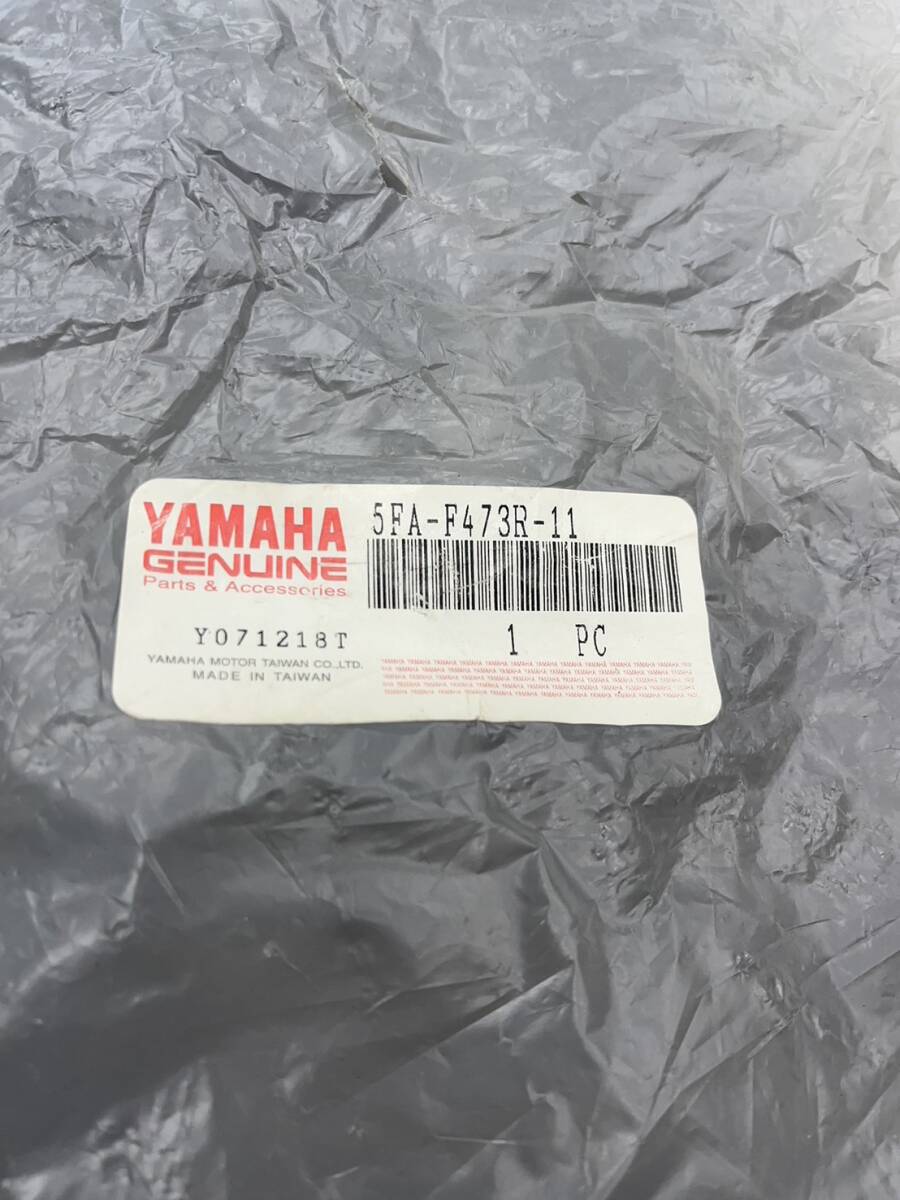 YAMAHA
GENUINE
Parts & Accessories
5FA-F473R-11
Y071218T
1 PC
YAMAHA MOTOR TAIWAN CO.,LTD.
MADE IN TAIWAN